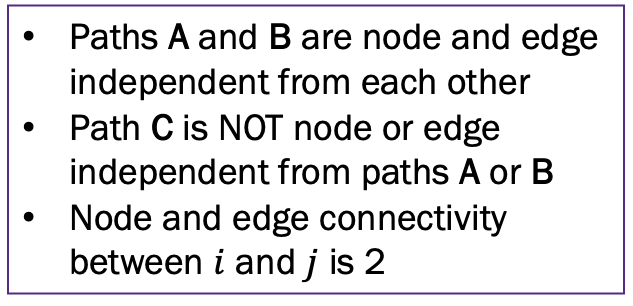 • Paths A and B are node and edge
independent from each other
• Path C is NOT node or edge
independent from paths A or B
• Node and edge connectivity
between i and j is 2